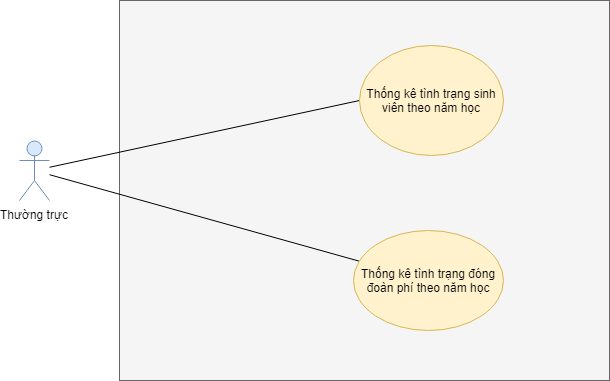 Thống kê tình trạng sinh
viên theo năm học
Thường trực
Thống kê tình trạng đóng
đoàn phí theo năm học